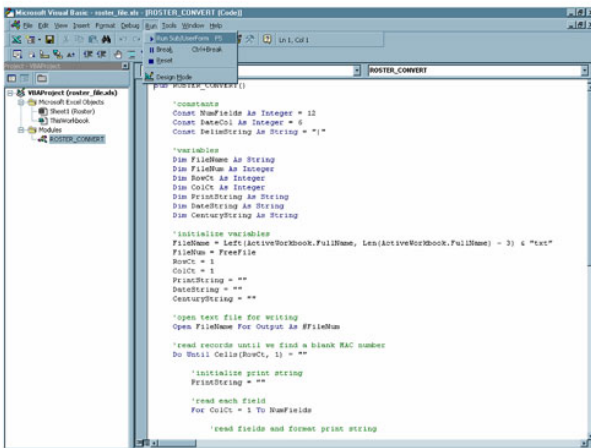 Microsoft Visual Basic - roster_file.xls - [ROSTER_CONVERT (Code)]
File Edit View Insert Format Debug Run Tools Window Help
Ln 1, Col 1
Run Sub/UserForm F5
Break Ctrl+Break
Reset
Design Mode
Project - VBAProject
ROSTER_CONVERT
VBAProject (roster_file.xls)
Microsoft Excel Objects
Sheet1 (Roster)
ThisWorkbook
Modules
ROSTER_CONVERT
Sub ROSTER_CONVERT()
'constants
Const NumFields As Integer = 12
Const DateCol As Integer = 6
Const DelimString As String = "|"
'variables
Dim FileName As String
Dim FileNum As Integer
Dim RowCt As Integer
Dim ColCt As Integer
Dim PrintString As String
Dim DateString As String
Dim CenturyString As String
'initialize variables
FileName = Left(ActiveWorkbook.FullName, Len(ActiveWorkbook.FullName) - 3) & "txt"
FileNum = FreeFile
RowCt = 1
ColCt = 1
PrintString = ""
DateString = ""
CenturyString = ""
'open text file for writing
Open FileName For Output As #FileNum
'read records until we find a blank MAC number
Do Until Cells(RowCt, 1) = ""
'initialize print string
PrintString = ""
'read each field
For ColCt = 1 To NumFields
'read fields and format print string